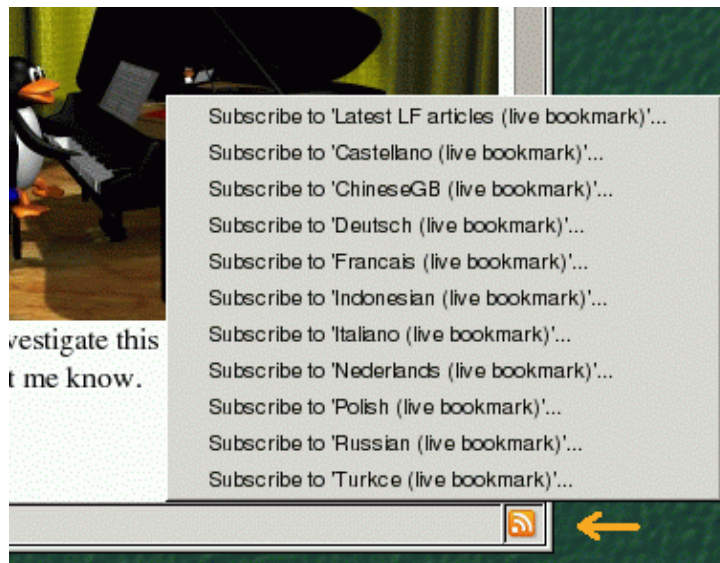 Subscribe to 'Latest LF articles (live bookmark)'...
Subscribe to 'Castellano (live bookmark)'...
Subscribe to 'ChineseGB (live bookmark)'...
Subscribe to 'Deutsch (live bookmark)'...
Subscribe to 'Francais (live bookmark)'...
Subscribe to 'Indonesian (live bookmark)'...
Subscribe to 'Italiano (live bookmark)'...
Subscribe to 'Nederlands (live bookmark)'...
Subscribe to 'Polish (live bookmark)'...
Subscribe to 'Russian (live bookmark)'...
Subscribe to 'Turkce (live bookmark)'...
vestigate this
t me know.